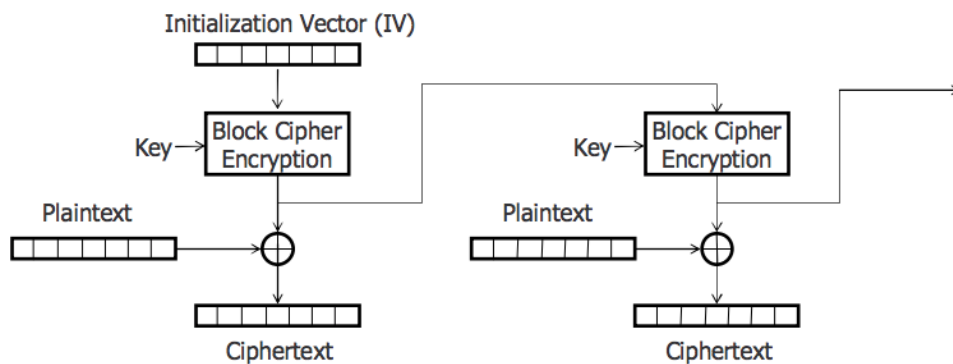 Initialization Vector (IV)
Block Cipher
Encryption
Key
Block Cipher
Encryption
Key
Plaintext
Plaintext
Ciphertext
Ciphertext